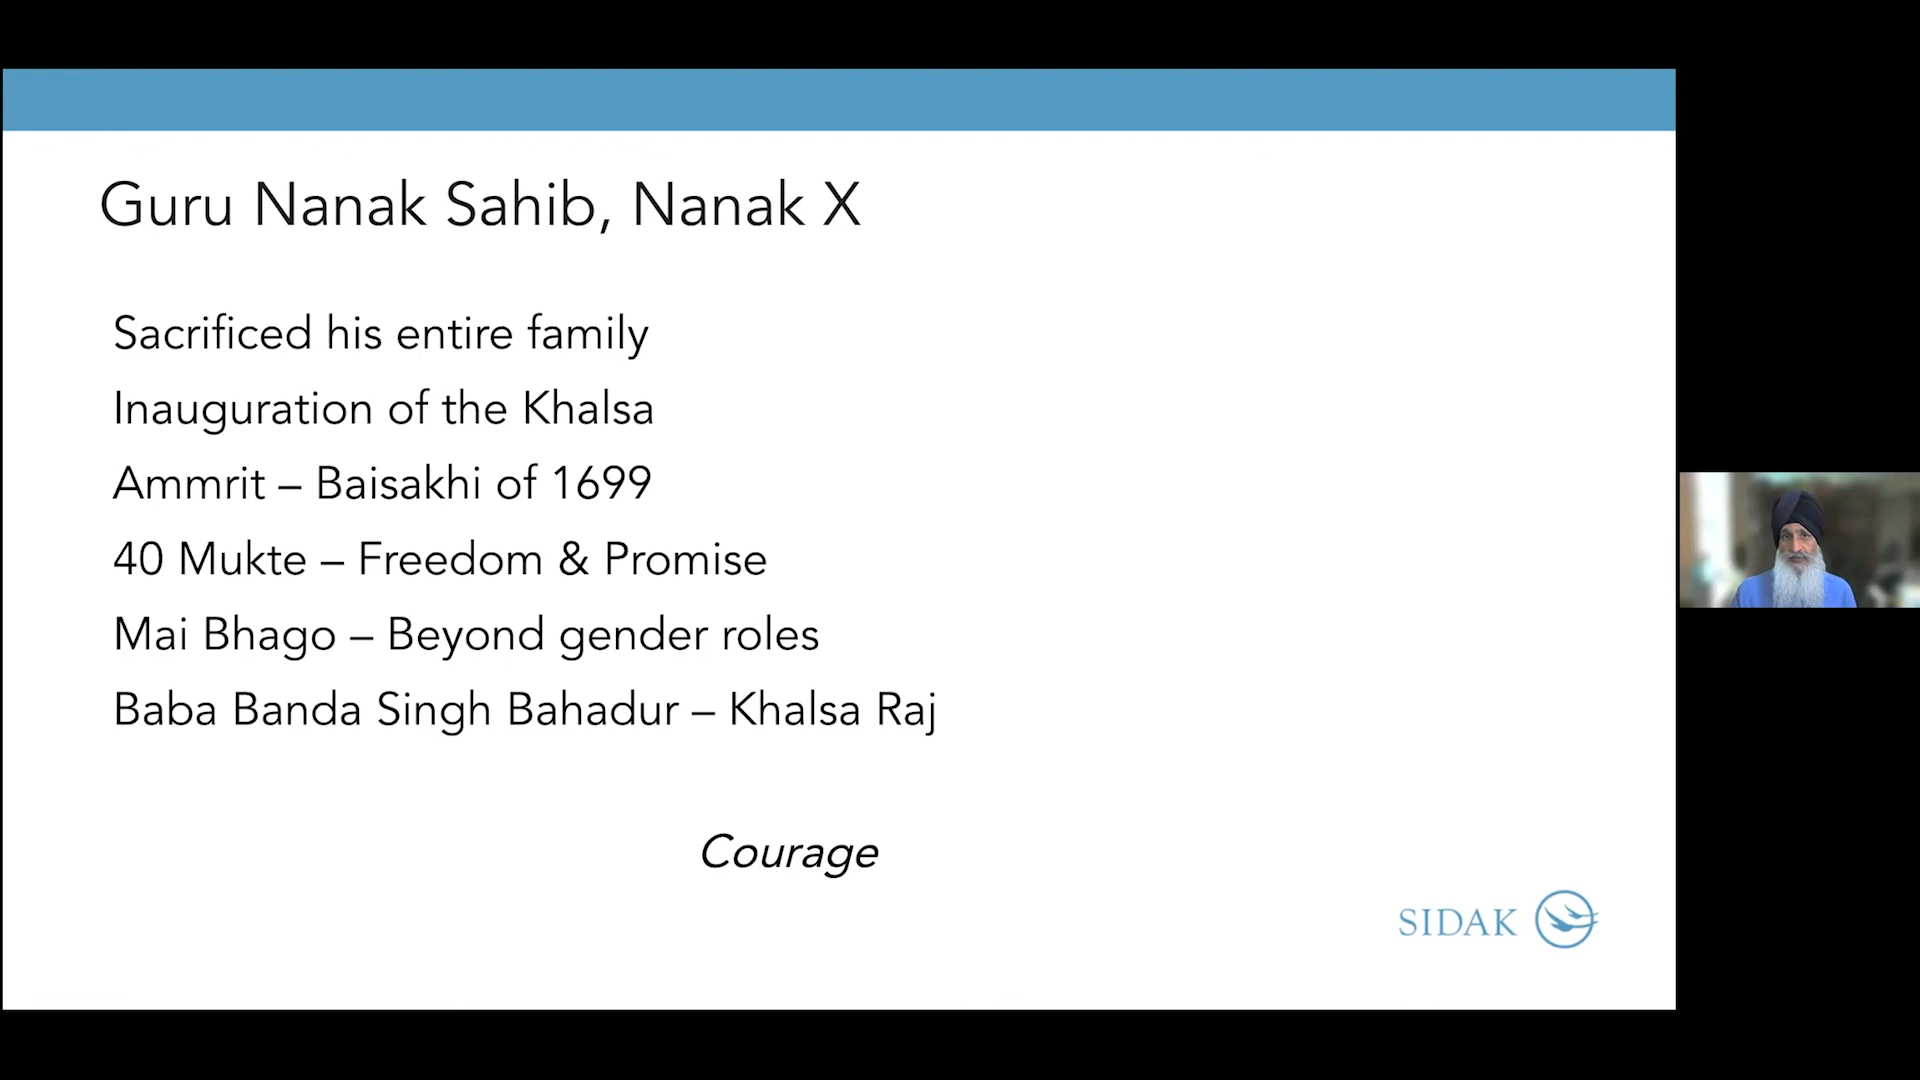 Guru Nanak Sahib, Nanak X
Sacrificed his entire family
Inauguration of the Khalsa
Ammrit – Baisakhi of 1699
40 Mukte – Freedom & Promise
Mai Bhago – Beyond gender roles
Baba Banda Singh Bahadur – Khalsa Raj
Courage
SIDAK